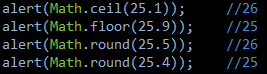 alert(Math.ceil(25.1));     //26
alert(Math.floor(25.9));    //25
alert(Math.round(25.5));    //26
alert(Math.round(25.4));    //25